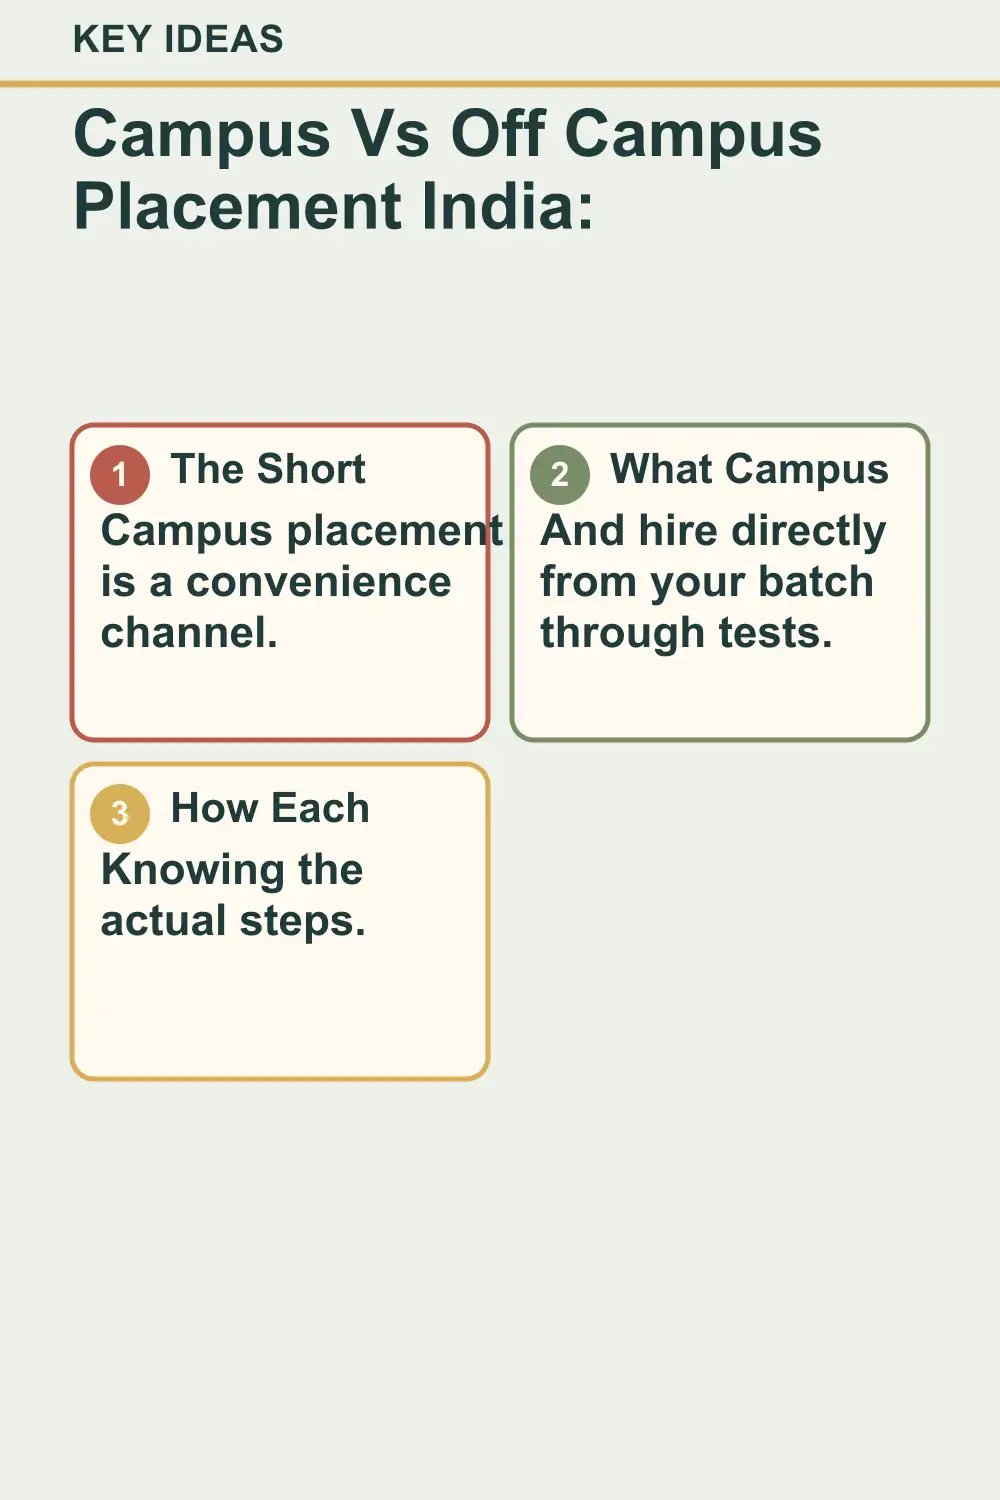 KEY IDEAS
Campus Vs Off Campus
Placement India:
1 The Short
Campus placement
is a convenience
channel.
2 What Campus
And hire directly
from your batch
through tests.
3 How Each
Knowing the
actual steps.